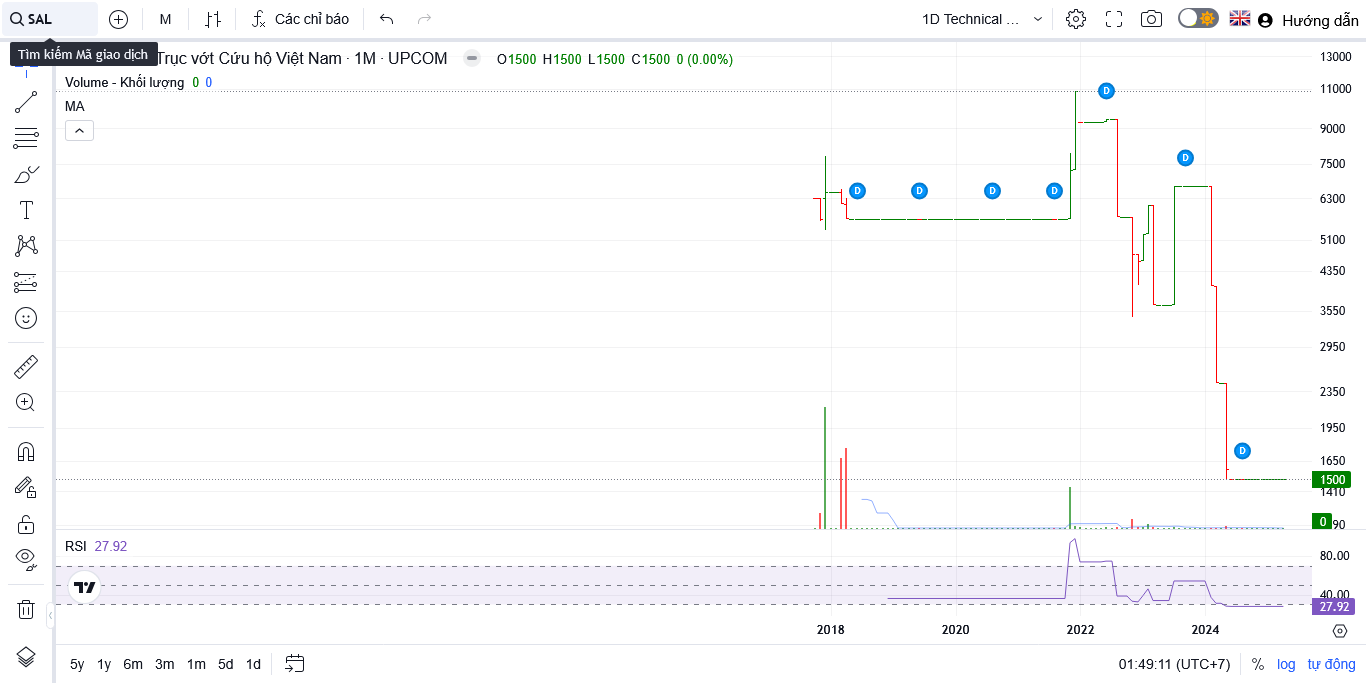 SAL
M
Các chỉ báo
1D Technical ...
Hướng dẫn
Tìm kiếm Mã giao dịch
Trục vớt Cứu hộ Việt Nam · 1M · UPCOM
O1500 H1500 L1500 C1500 0 (0.00%)
Volume - Khối lượng 0 0
MA
13000
11000
9000
7500
6300
5100
4350
3550
2950
2350
1950
1650
1500
1410
0
90
D
D
D
D
D
D
D
RSI 27.92
80.00
40.00
27.92
2018 2020 2022 2024
5y 1y 6m 3m 1m 5d 1d
01:49:11 (UTC+7)
% log tự động